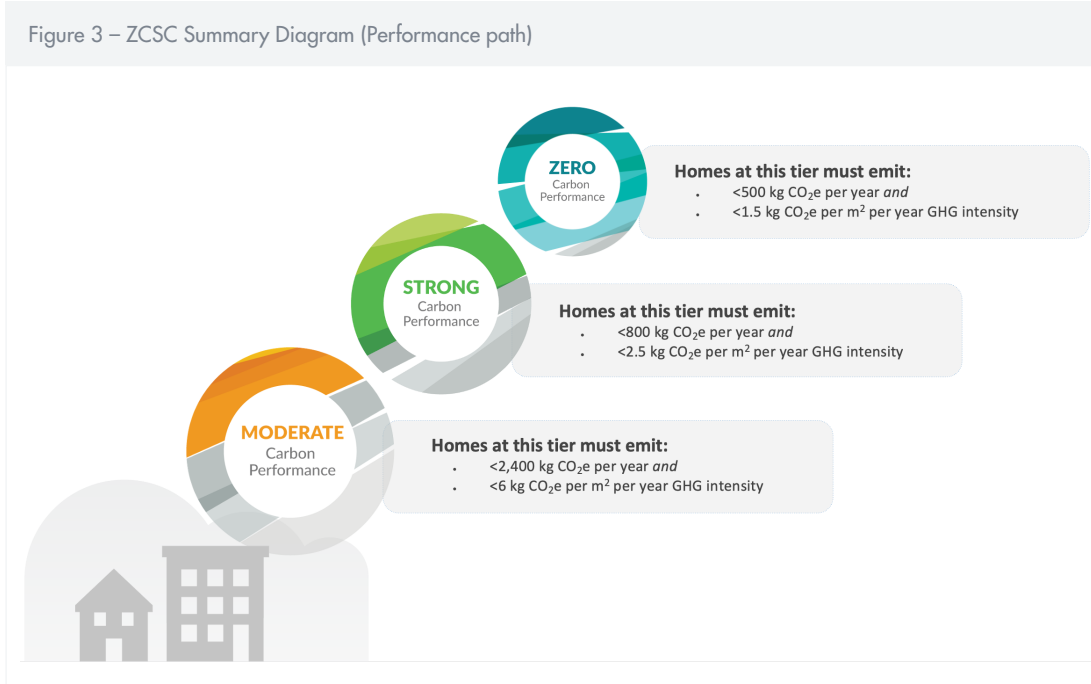 Figure 3 – ZCSC Summary Diagram (Performance path)
ZERO
Carbon
Performance
Homes at this tier must emit:
• <500 kg CO₂e per year and
• <1.5 kg CO₂e per m² per year GHG intensity
STRONG
Carbon
Performance
Homes at this tier must emit:
• <800 kg CO₂e per year and
• <2.5 kg CO₂e per m² per year GHG intensity
MODERATE
Carbon
Performance
Homes at this tier must emit:
• <2,400 kg CO₂e per year and
• <6 kg CO₂e per m² per year GHG intensity